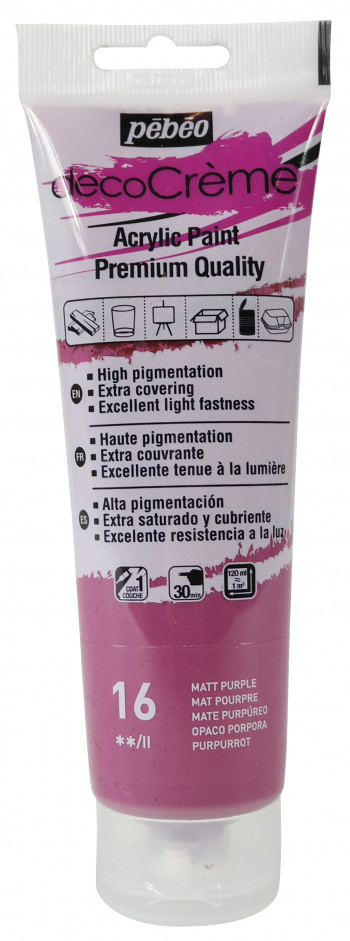 pébéo
decoCrème
Acrylic Paint
Premium Quality
EN
▪ High pigmentation
▪ Extra covering
▪ Excellent light fastness
FR
▪ Haute pigmentation
▪ Extra couvrante
▪ Excellente tenue à la lumière
ES
▪ Alta pigmentación
▪ Extra saturado y cubriente
▪ Excelente resistencia a la luz
1
COAT
COUCHE
30min
120 ml
≈
1 m²
16
**/II
MATT PURPLE
MAT POURPRE
MATE PURPÚREO
OPACO PORPORA
PURPURROT